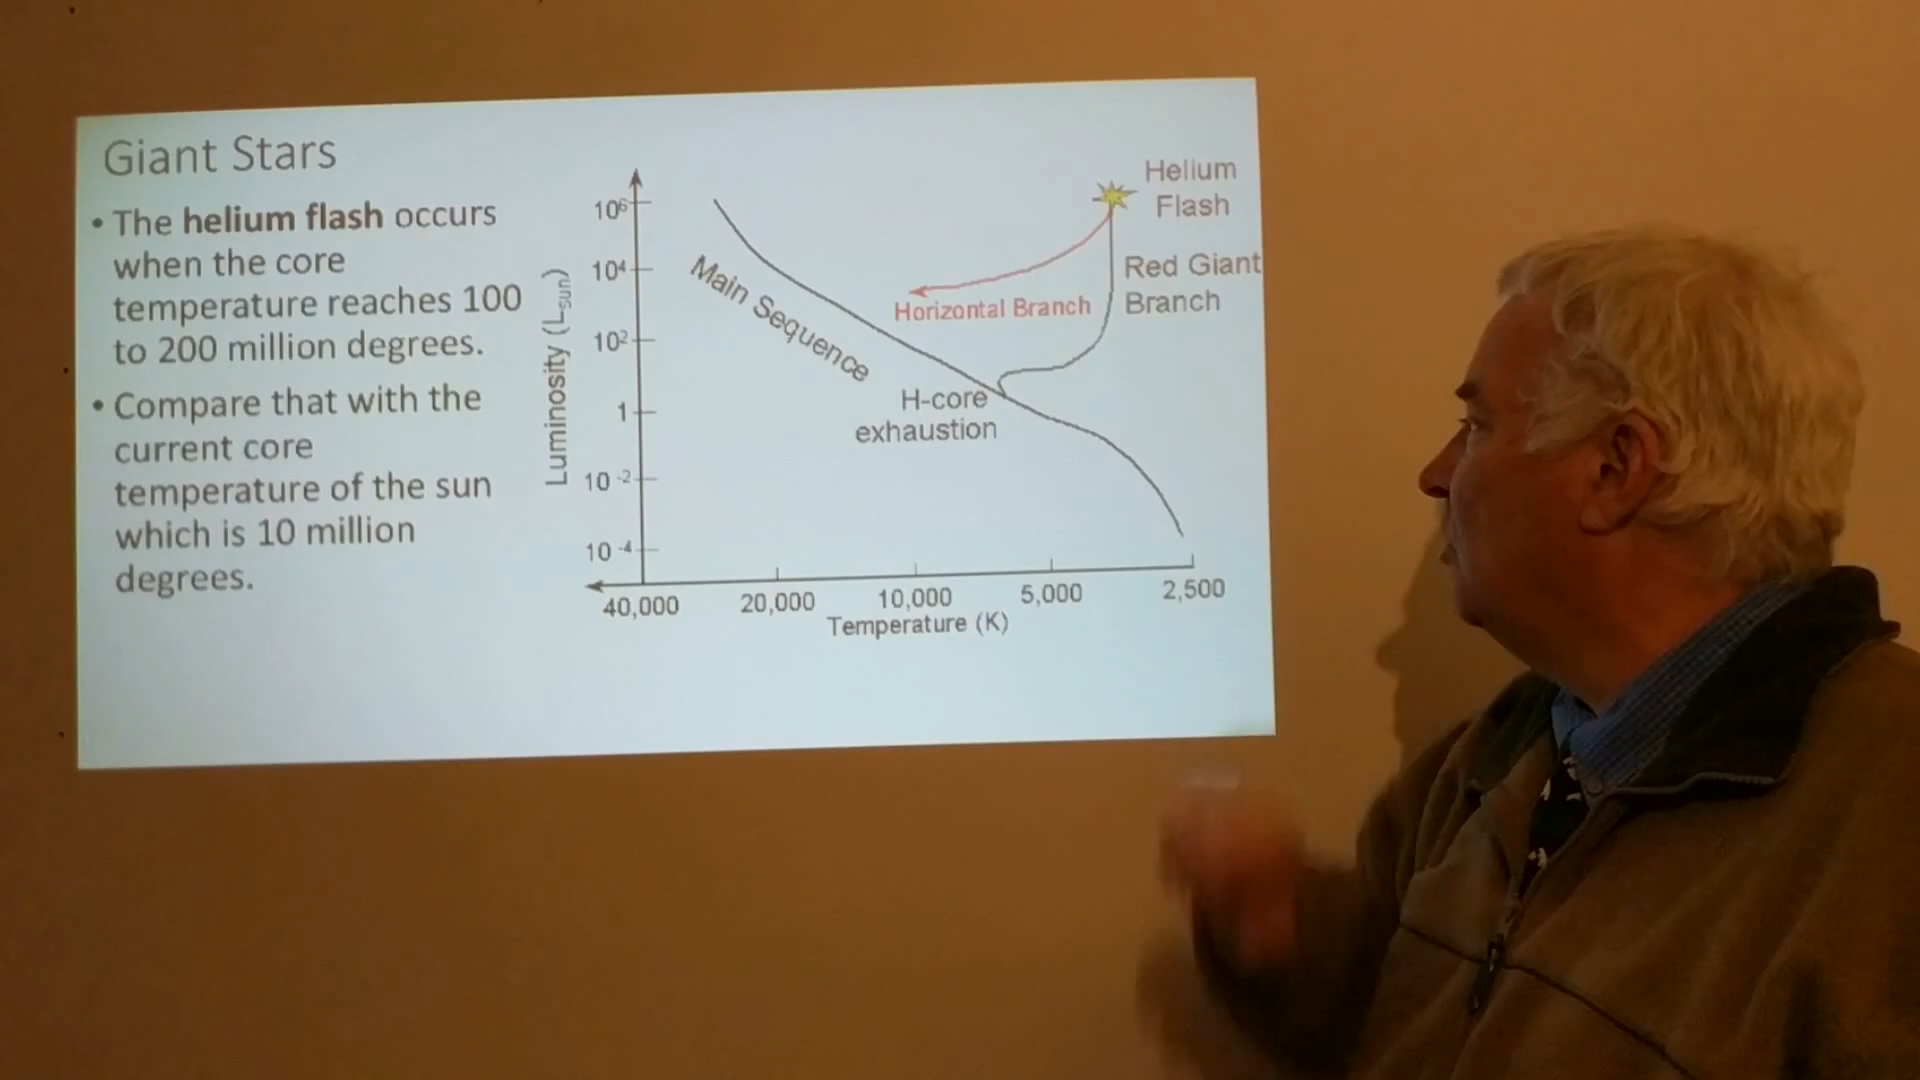 Giant Stars
• The helium flash occurs
when the core
temperature reaches 100
to 200 million degrees.
• Compare that with the
current core
temperature of the sun
which is 10 million
degrees.
Luminosity (Lsun)
10⁶
10⁴
10²
1
10⁻²
10⁻⁴
Main Sequence
Helium
Flash
Red Giant
Branch
Horizontal Branch
H-core
exhaustion
40,000 20,000 10,000 5,000 2,500
Temperature (K)